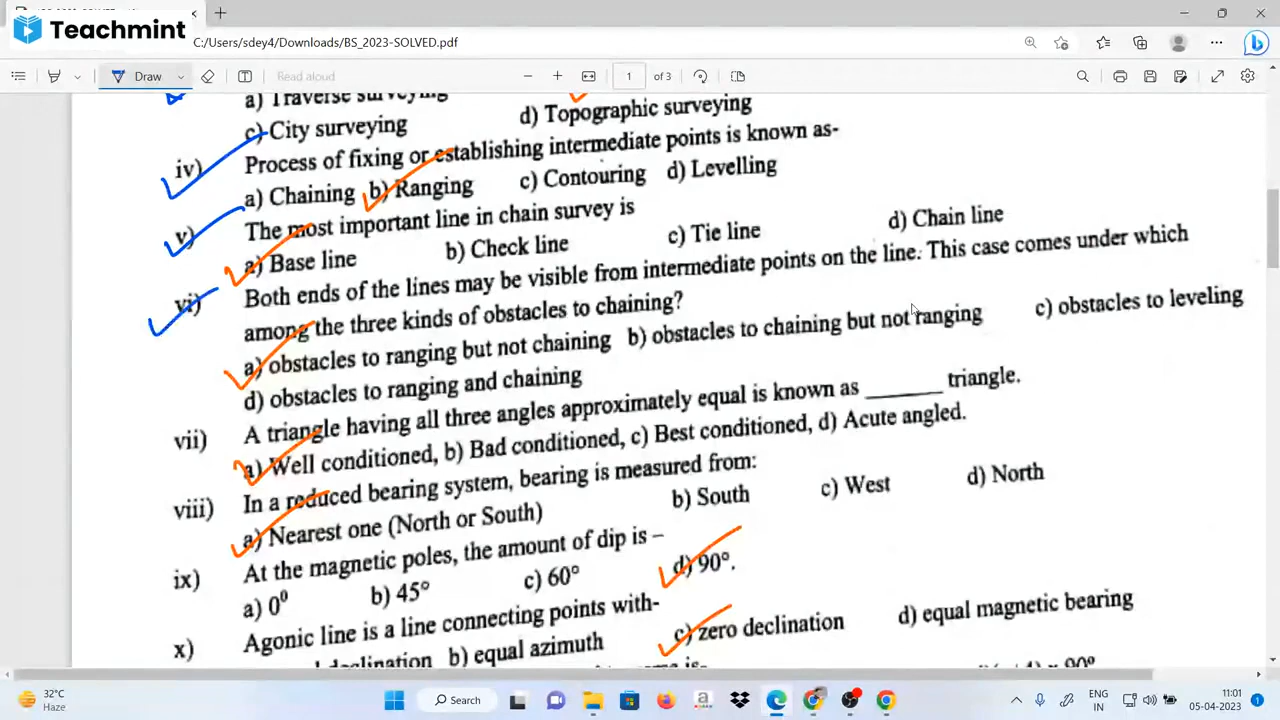 Teachmint
C:/Users/sdey4/Downloads/BS_2023-SOLVED.pdf
Draw
Read aloud
1 of 3
a) Traverse surveying
c) City surveying
d) Topographic surveying
iv) Process of fixing or establishing intermediate points is known as-
a) Chaining b) Ranging c) Contouring d) Levelling
v) The most important line in chain survey is
a) Base line b) Check line c) Tie line d) Chain line
vi) Both ends of the lines may be visible from intermediate points on the line. This case comes under which
among the three kinds of obstacles to chaining?
a) obstacles to ranging but not chaining b) obstacles to chaining but not ranging c) obstacles to leveling
d) obstacles to ranging and chaining
vii) A triangle having all three angles approximately equal is known as _______ triangle.
a) Well conditioned, b) Bad conditioned, c) Best conditioned, d) Acute angled.
viii) In a reduced bearing system, bearing is measured from:
a) Nearest one (North or South) b) South c) West d) North
ix) At the magnetic poles, the amount of dip is –
a) 0⁰ b) 45° c) 60° d) 90°.
x) Agonic line is a line connecting points with-
declination b) equal azimuth c) zero declination d) equal magnetic bearing
32°C
Haze
Search
ENG
IN
11:01
05-04-2023